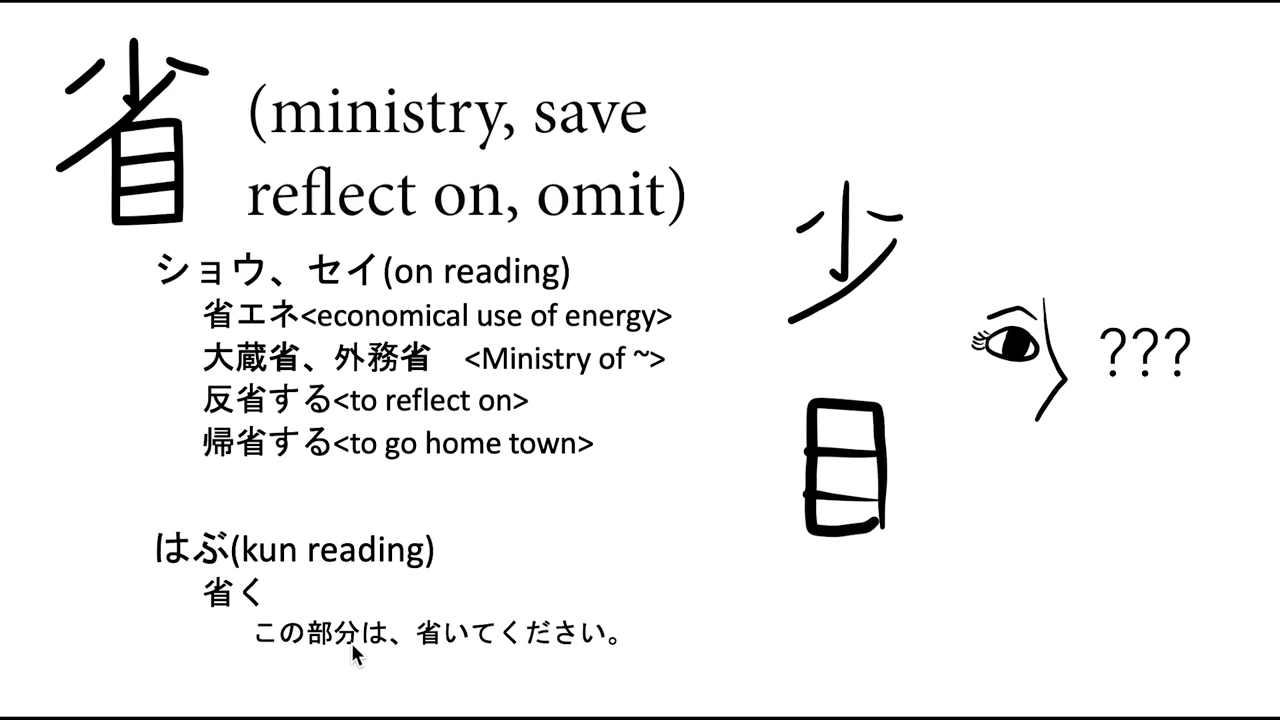 省 (ministry, save
reflect on, omit)
ショウ、セイ(on reading)
省エネ<economical use of energy>
大蔵省、外務省 <Ministry of ~>
反省する<to reflect on>
帰省する<to go home town>
はぶ(kun reading)
省く
この部分は、省いてください。
少
目
???